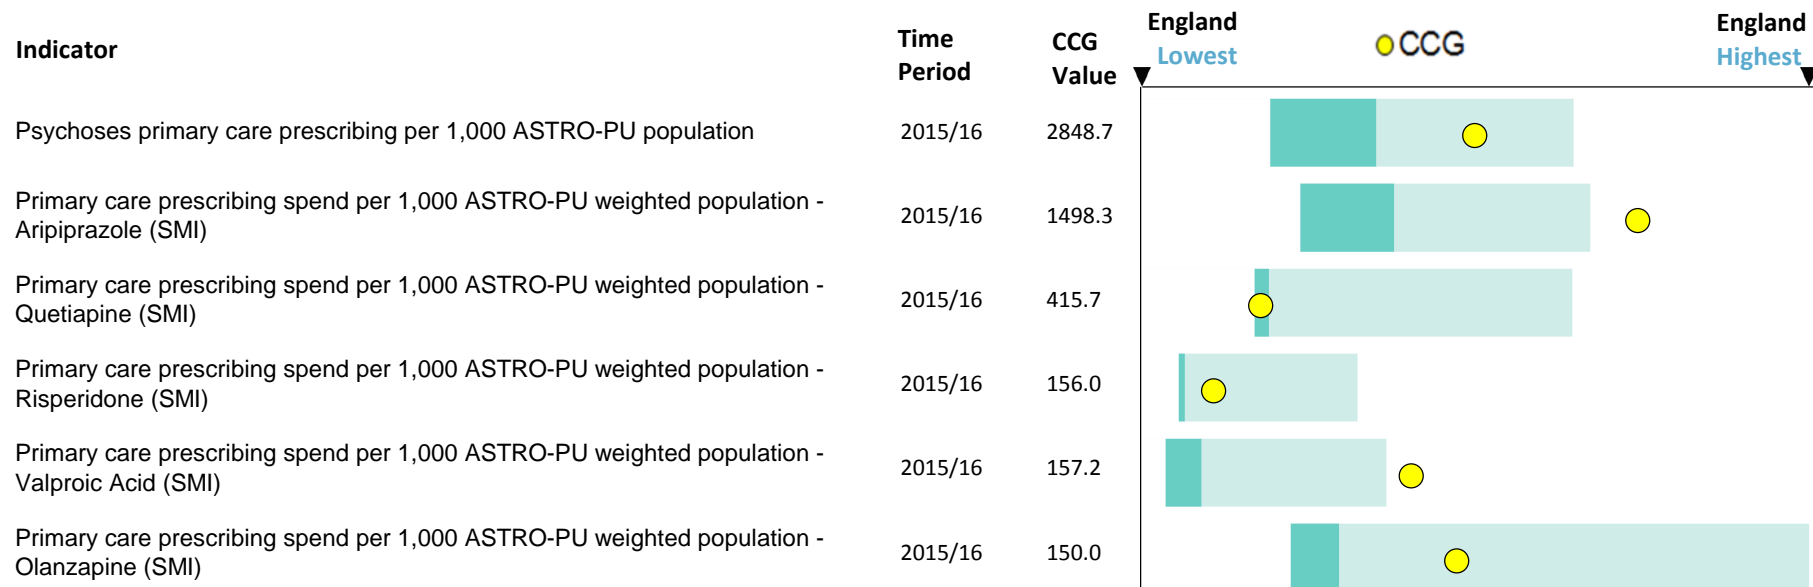 Indicator
Time
Period
CCG
Value
England
Lowest
CCG
England
Highest
Psychoses primary care prescribing per 1,000 ASTRO-PU population
2015/16
2848.7
Primary care prescribing spend per 1,000 ASTRO-PU weighted population -
Aripiprazole (SMI)
2015/16
1498.3
Primary care prescribing spend per 1,000 ASTRO-PU weighted population -
Quetiapine (SMI)
2015/16
415.7
Primary care prescribing spend per 1,000 ASTRO-PU weighted population -
Risperidone (SMI)
2015/16
156.0
Primary care prescribing spend per 1,000 ASTRO-PU weighted population -
Valproic Acid (SMI)
2015/16
157.2
Primary care prescribing spend per 1,000 ASTRO-PU weighted population -
Olanzapine (SMI)
2015/16
150.0